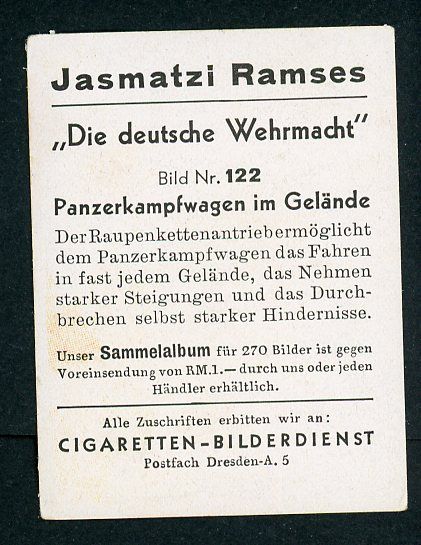 Jasmatzi Ramses
„Die deutsche Wehrmacht"
Bild Nr. 122
Panzerkampfwagen im Gelände
Der Raupenkettenantrieb ermöglicht
dem Panzerkampfwagen das Fahren
in fast jedem Gelände, das Nehmen
starker Steigungen und das Durch-
brechen selbst starker Hindernisse.
Unser Sammelalbum für 270 Bilder ist gegen
Voreinsendung von RM.1.— durch uns oder jeden
Händler erhältlich.
Alle Zuschriften erbitten wir an:
CIGARETTEN-BILDERDIENST
Postfach Dresden-A. 5